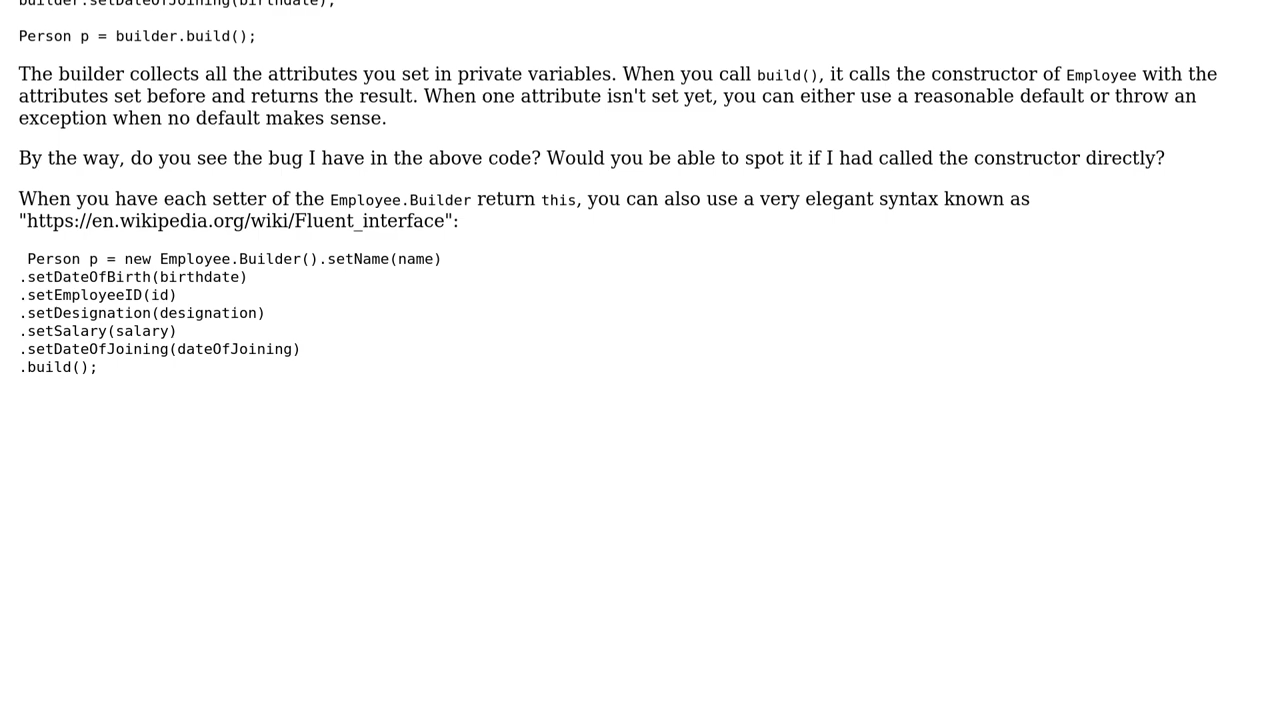 builder.setDateOfJoining(birthdate);
Person p = builder.build();
The builder collects all the attributes you set in private variables. When you call build(), it calls the constructor of Employee with the
attributes set before and returns the result. When one attribute isn't set yet, you can either use a reasonable default or throw an
exception when no default makes sense.
By the way, do you see the bug I have in the above code? Would you be able to spot it if I had called the constructor directly?
When you have each setter of the Employee.Builder return this, you can also use a very elegant syntax known as
"https://en.wikipedia.org/wiki/Fluent_interface":
Person p = new Employee.Builder().setName(name)
.setDateOfBirth(birthdate)
.setEmployeeID(id)
.setDesignation(designation)
.setSalary(salary)
.setDateOfJoining(dateOfJoining)
.build();